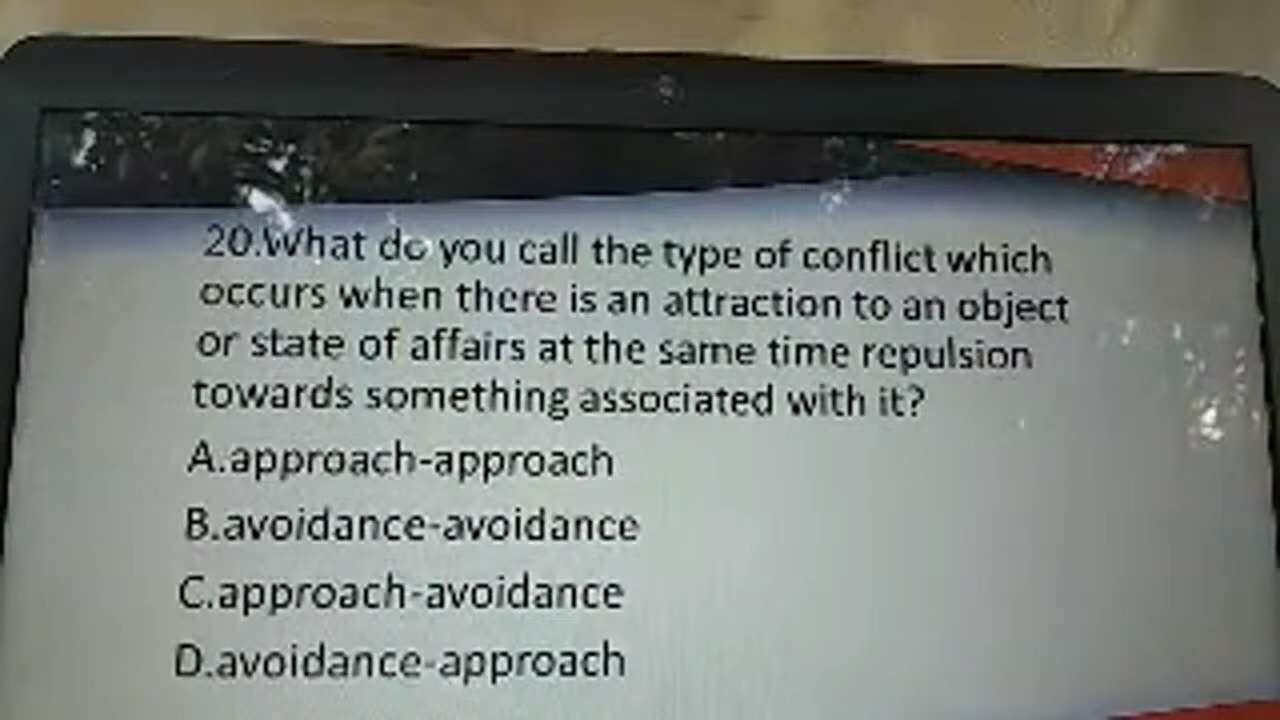 20.What do you call the type of conflict which
occurs when there is an attraction to an object
or state of affairs at the same time repulsion
towards something associated with it?
A.approach-approach
B.avoidance-avoidance
C.approach-avoidance
D.avoidance-approach